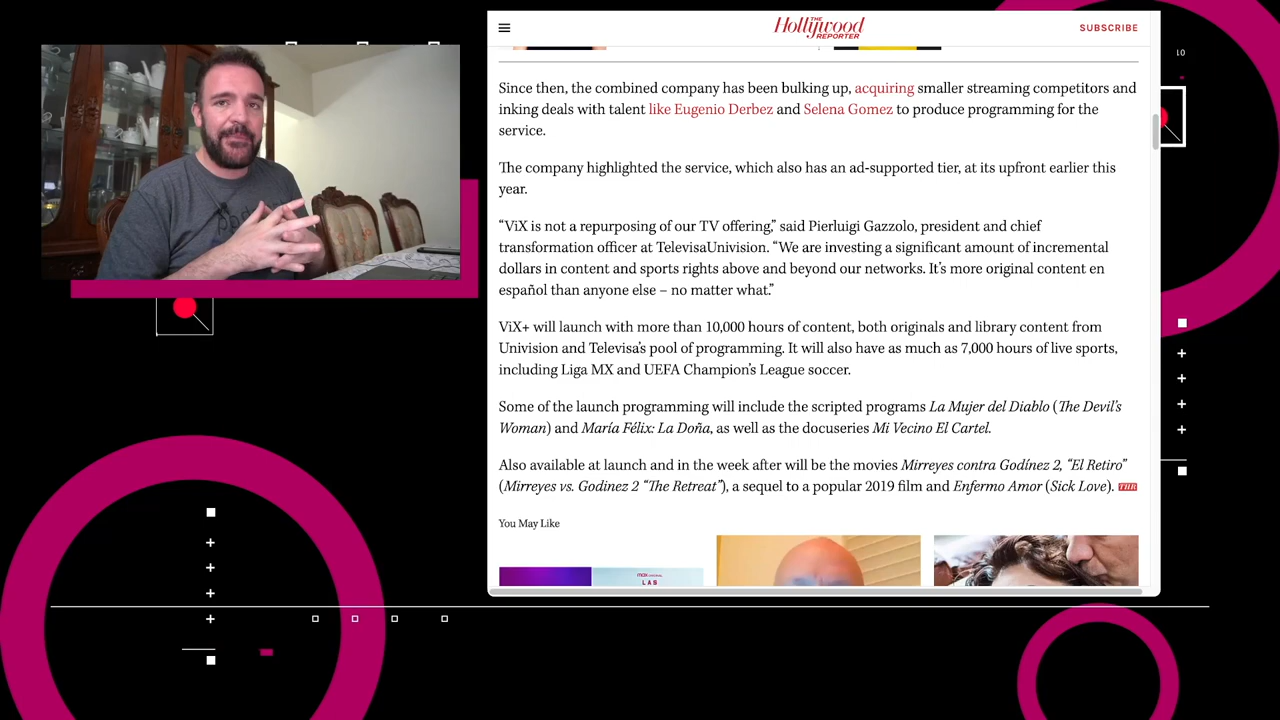 THE
Hollywood
REPORTER
SUBSCRIBE
Since then, the combined company has been bulking up, acquiring smaller streaming competitors and
inking deals with talent like Eugenio Derbez and Selena Gomez to produce programming for the
service.
The company highlighted the service, which also has an ad-supported tier, at its upfront earlier this
year.
“ViX is not a repurposing of our TV offering,” said Pierluigi Gazzolo, president and chief
transformation officer at TelevisaUnivision. “We are investing a significant amount of incremental
dollars in content and sports rights above and beyond our networks. It’s more original content en
español than anyone else – no matter what.”
ViX+ will launch with more than 10,000 hours of content, both originals and library content from
Univision and Televisa’s pool of programming. It will also have as much as 7,000 hours of live sports,
including Liga MX and UEFA Champion’s League soccer.
Some of the launch programming will include the scripted programs La Mujer del Diablo (The Devil’s
Woman) and María Félix: La Doña, as well as the docuseries Mi Vecino El Cartel.
Also available at launch and in the week after will be the movies Mirreyes contra Godínez 2, “El Retiro”
(Mirreyes vs. Godinez 2 “The Retreat”), a sequel to a popular 2019 film and Enfermo Amor (Sick Love). THR
You May Like
max ORIGINAL
LAB